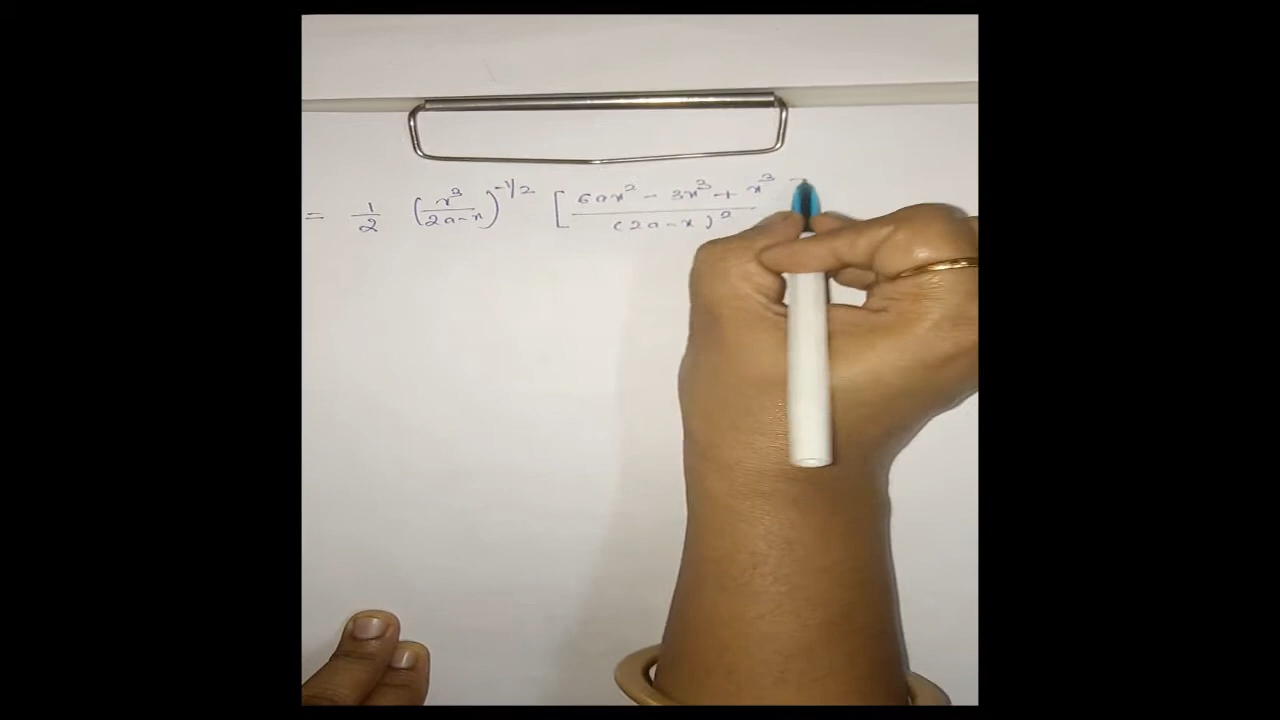 = 1/2 (x³/(2a-x))^-1/2 [(6ax² - 3x³ + x³)/(2a-x)²